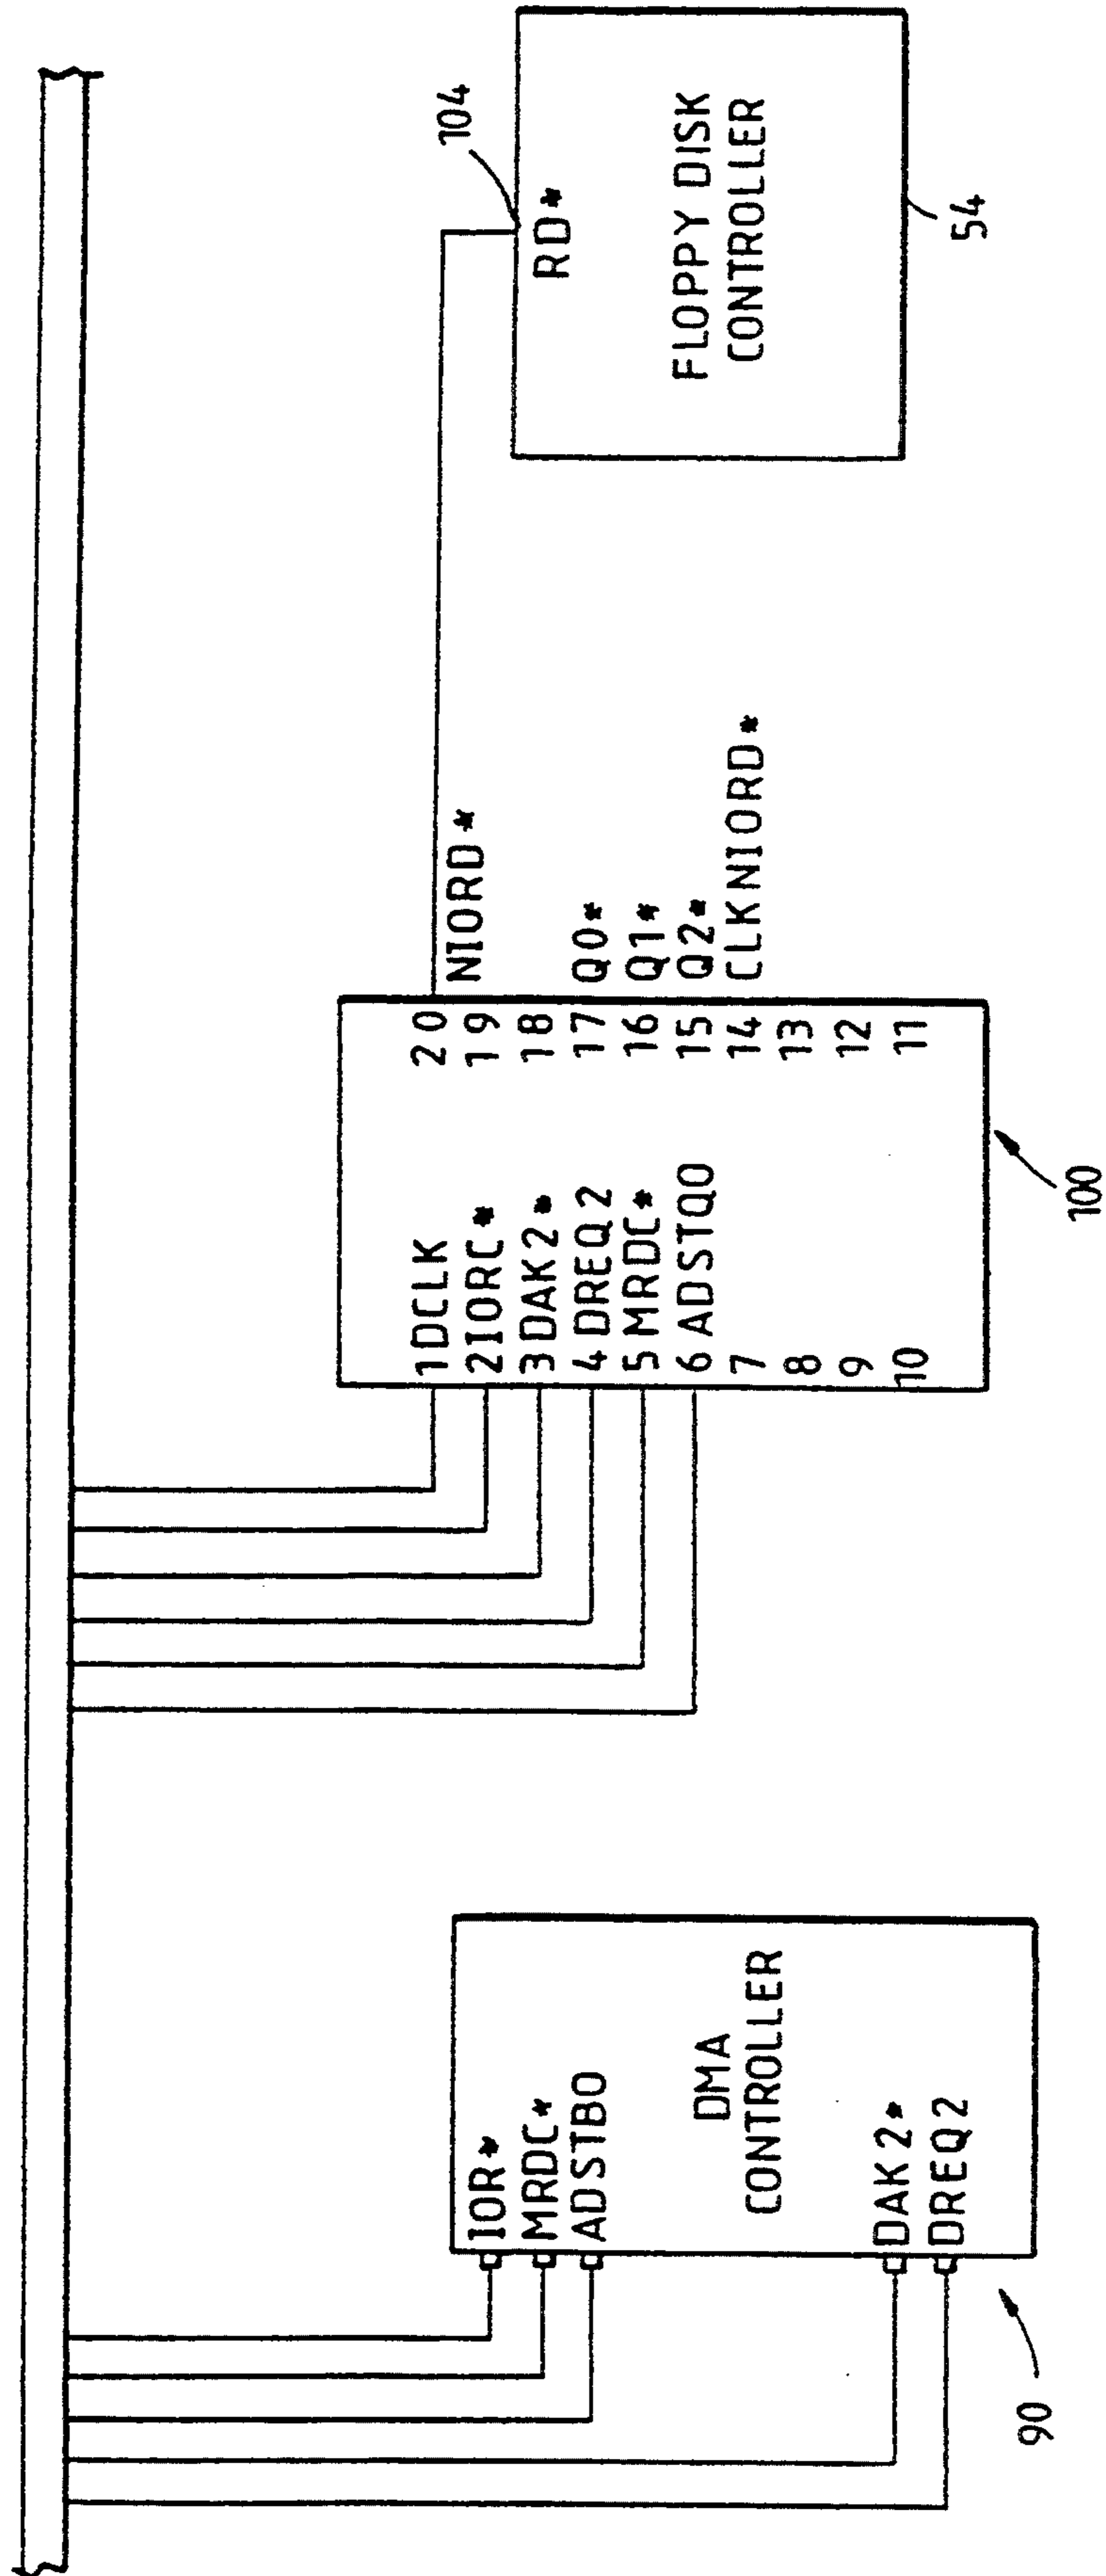 IOR*
MRDC*
ADSTB0
DMA
CONTROLLER
DAK2*
DREQ2
90
1 DCLK
2 IORC*
3 DAK2*
4 DREQ2
5 MRDC*
6 ADSTQ0
7
8
9
10
20
19 NIORD*
18
17 Q0*
16 Q1*
15 Q2*
14 CLKNIORD*
13
12
11
100
104
RD*
FLOPPY DISK
CONTROLLER
54